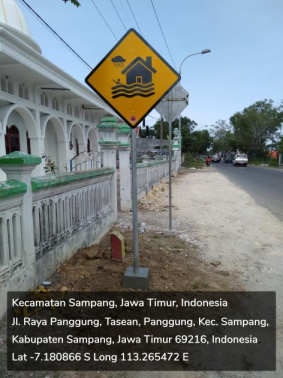 Kecamatan Sampang, Jawa Timur, Indonesia
Jl. Raya Panggung, Tasean, Panggung, Kec. Sampang,
Kabupaten Sampang, Jawa Timur 69216, Indonesia
Lat -7.180866 S Long 113.265472 E